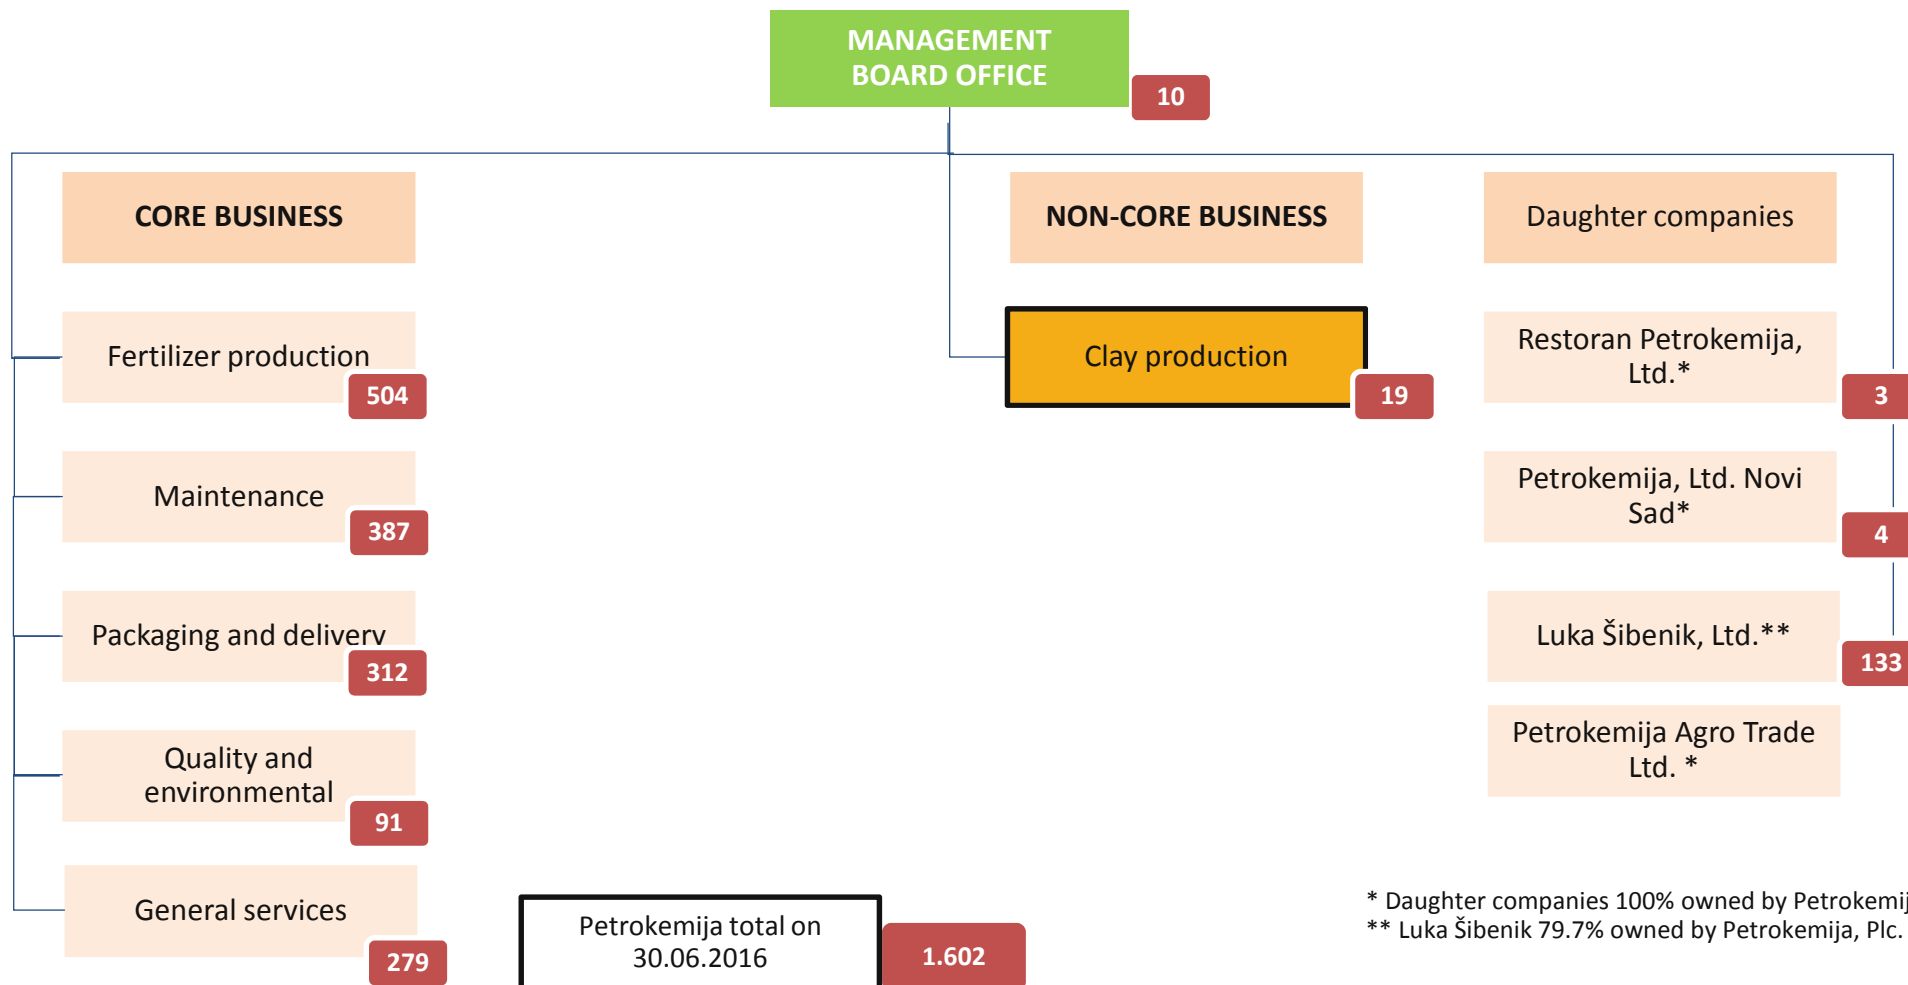 MANAGEMENT
BOARD OFFICE
10
CORE BUSINESS
NON-CORE BUSINESS
Daughter companies
Fertilizer production
504
Clay production
19
Restoran Petrokemija,
Ltd.*
3
Maintenance
387
Petrokemija, Ltd. Novi
Sad*
4
Packaging and delivery
312
Luka Šibenik, Ltd.**
133
Quality and
environmental
91
Petrokemija Agro Trade
Ltd. *
General services
279
Petrokemija total on
30.06.2016
1.602
* Daughter companies 100% owned by Petrokemij
** Luka Šibenik 79.7% owned by Petrokemija, Plc.